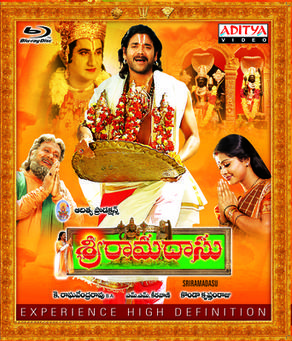 Blu-ray Disc
ADITYA
VIDEO
ఆదిత్య ప్రొడక్షన్స్
శ్రీరామదాసు
SRIRAMADASU
కె. రాఘవేంద్రరావు B.A. ఎమ్.ఎమ్. కీరవాణి కొండా కృష్ణంరాజు
EXPERIENCE HIGH DEFINITION